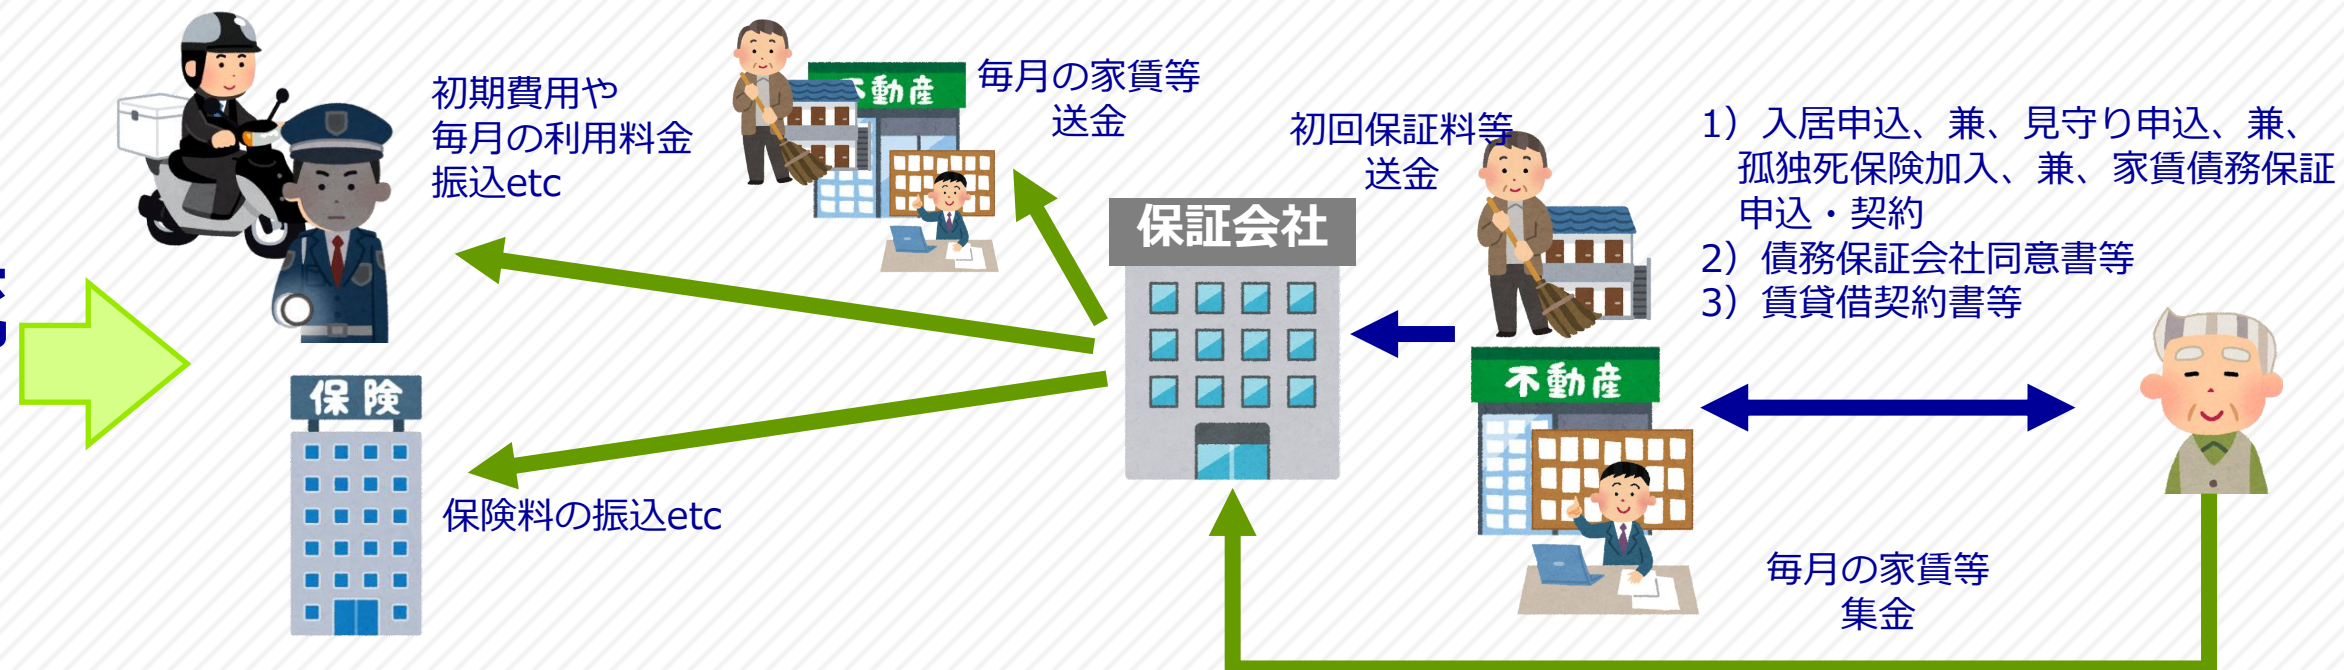 初期費用や
毎月の利用料金
振込etc
不動産
毎月の家賃等
送金
初回保証料等
送金
保証会社
1）入居申込、兼、見守り申込、兼、
孤独死保険加入、兼、家賃債務保証
申込・契約
2）債務保証会社同意書等
3）賃貸借契約書等
保険
保険料の振込etc
不動産
毎月の家賃等
集金